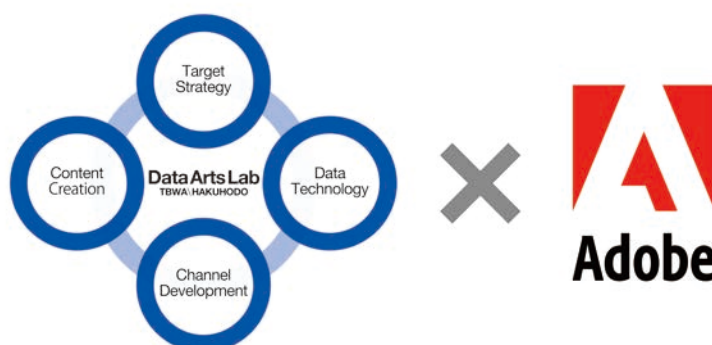 Target
Strategy
Content
Creation
Data Arts Lab
TBWA\HAKUHODO
Data
Technology
Channel
Development
Adobe